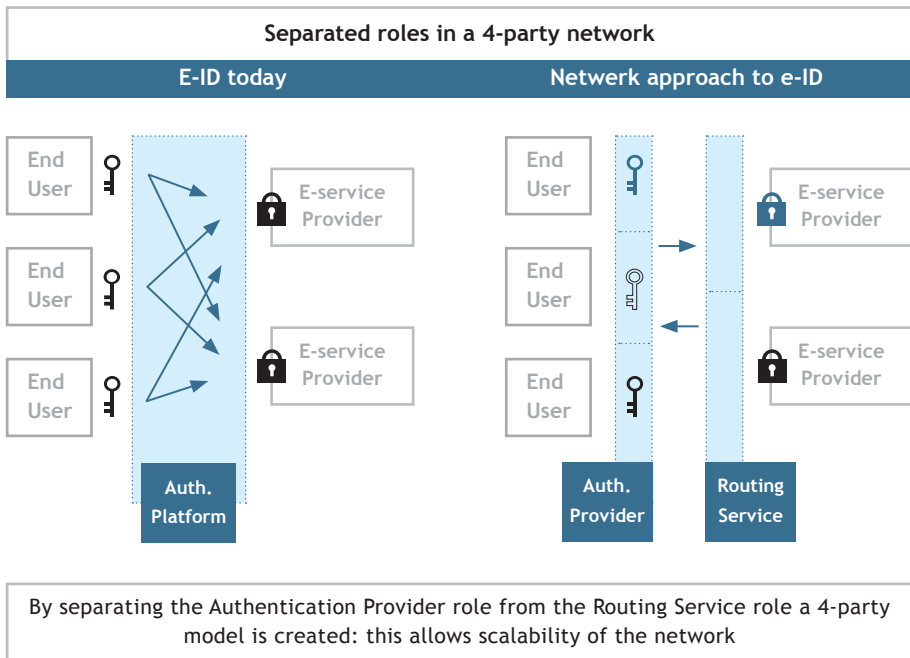 Separated roles in a 4-party network
E-ID today
Netwerk approach to e-ID
End
User
End
User
End
User
E-service
Provider
E-service
Provider
Auth.
Platform
End
User
End
User
End
User
E-service
Provider
E-service
Provider
Auth.
Provider
Routing
Service
By separating the Authentication Provider role from the Routing Service role a 4-party
model is created: this allows scalability of the network